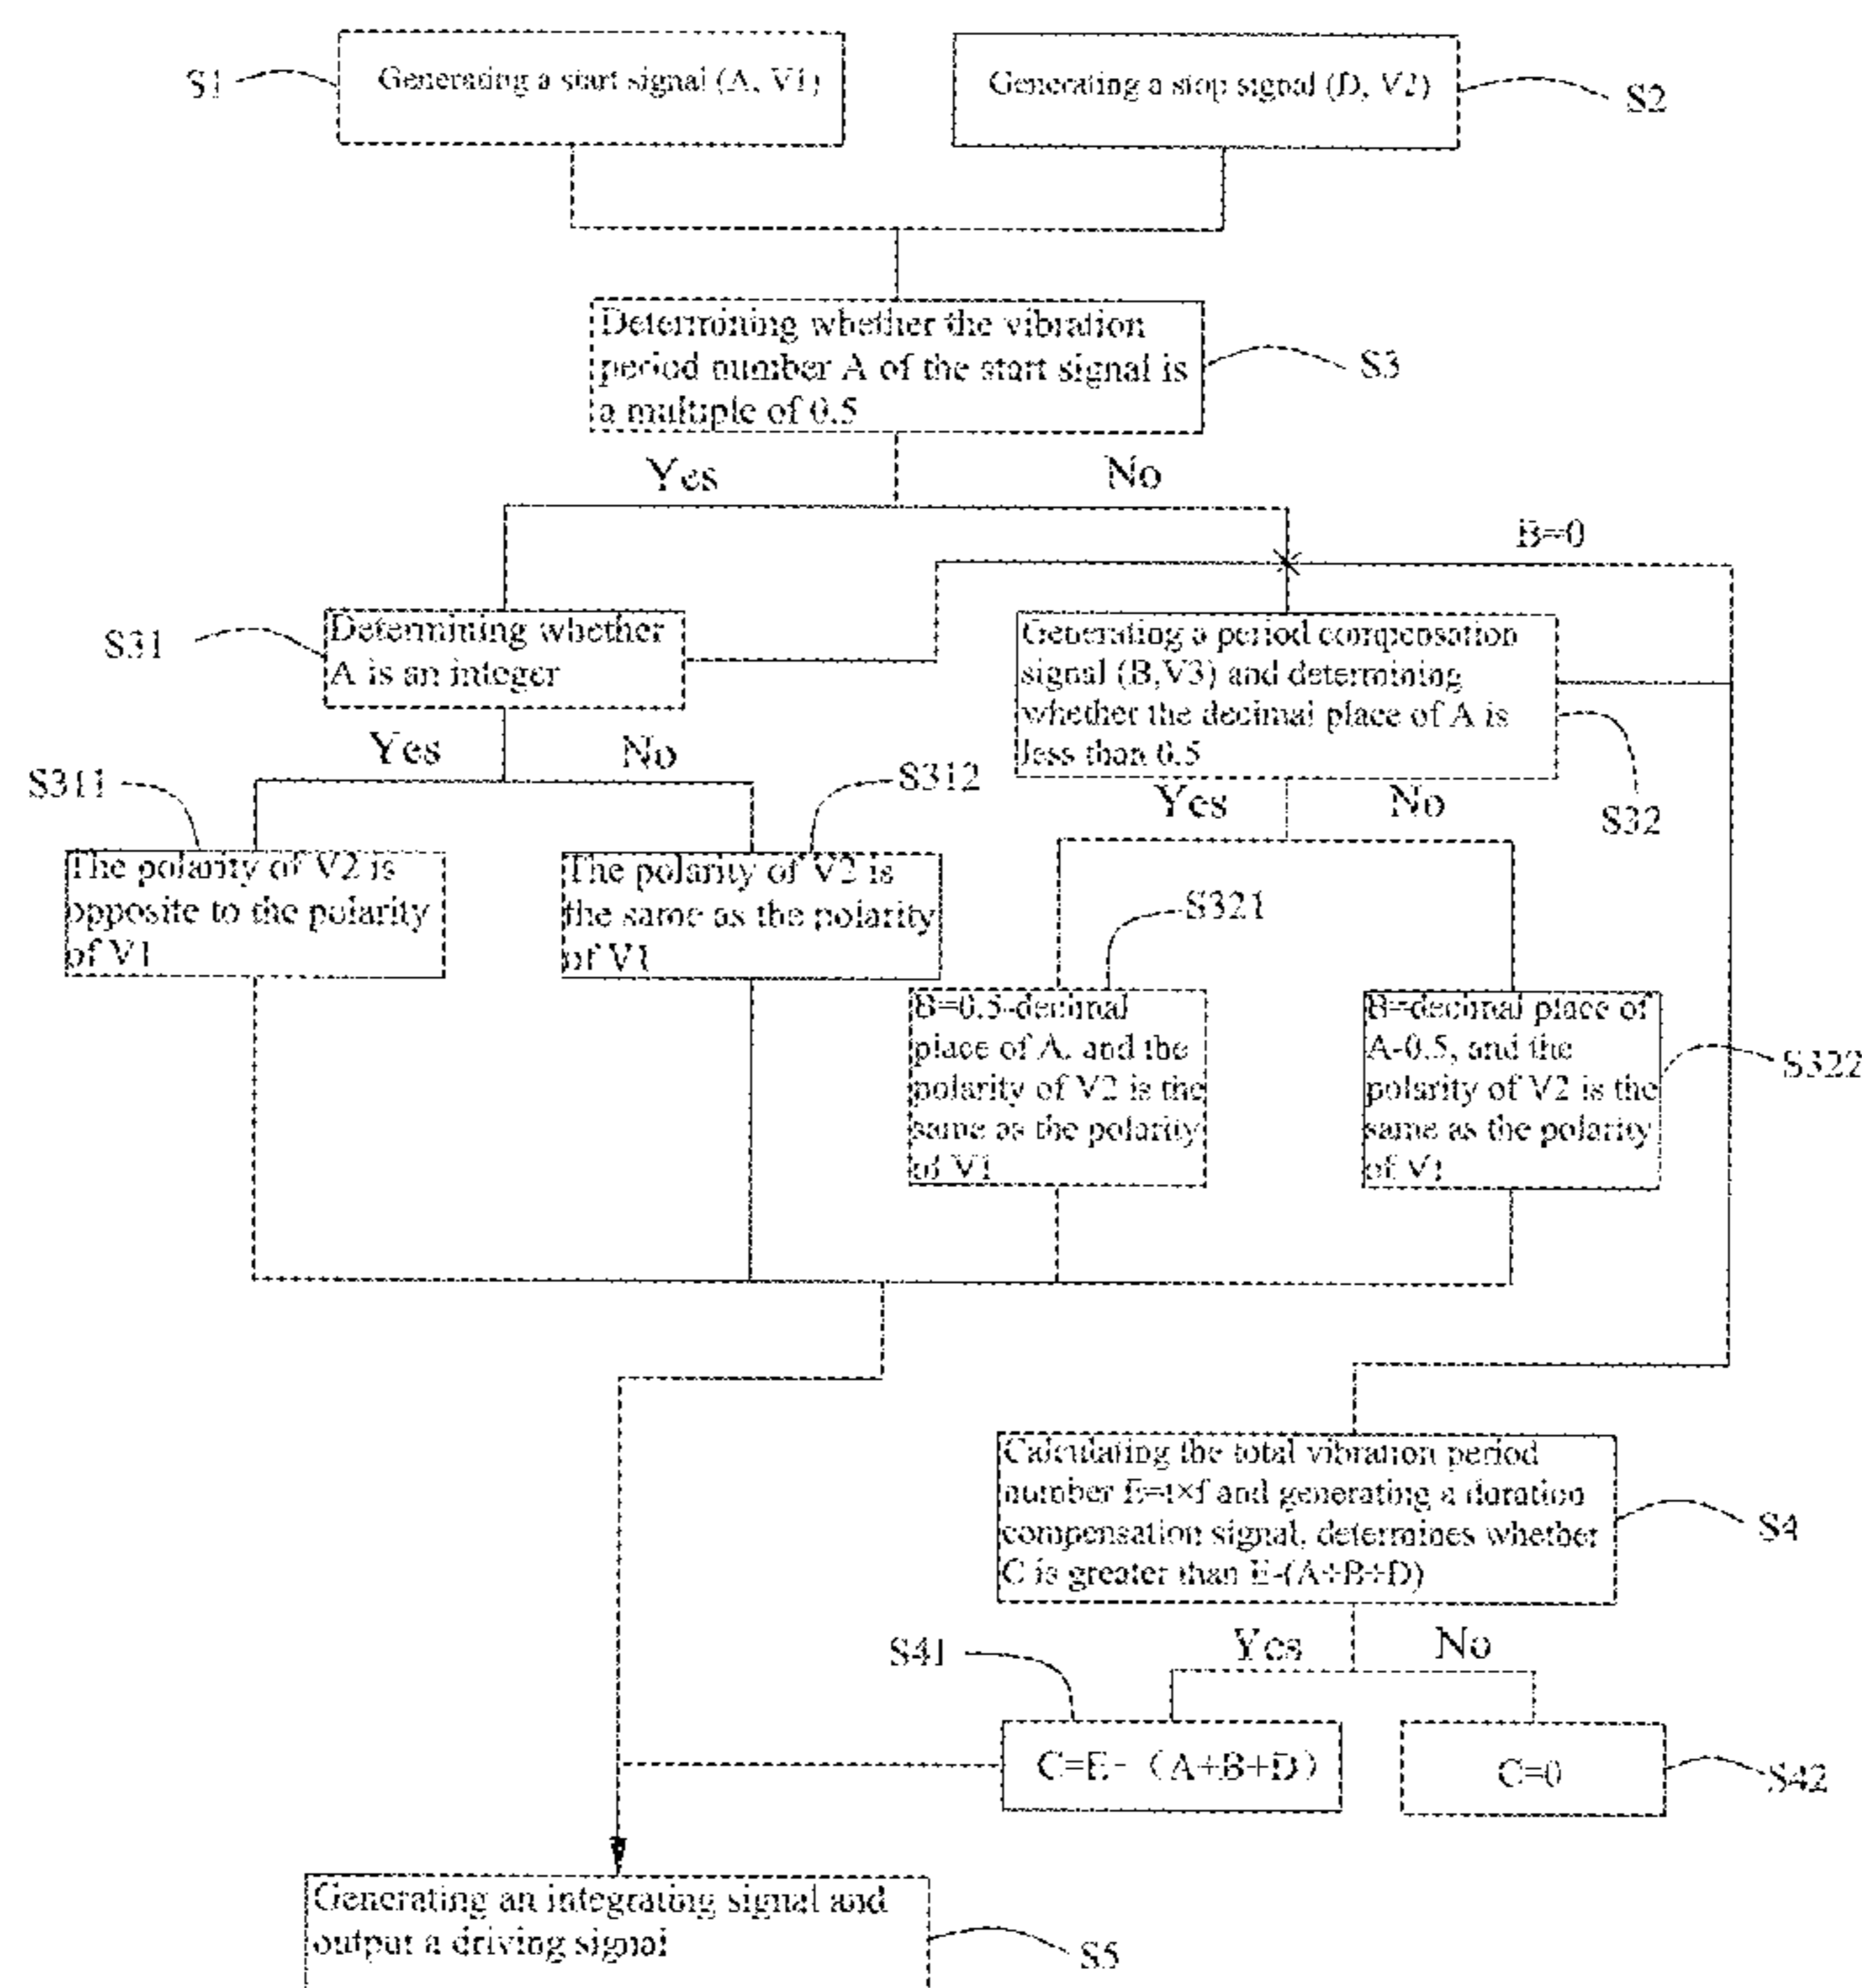 S1
Generating a start signal (A, V1)
Generating a stop signal (D, V2)
S2
Determining whether the vibration
period number A of the start signal is
a multiple of 0.5
S3
Yes
No
B=0
S31
Determining whether
A is an integer
Generating a period compensation
signal (B,V3) and determining
whether the decimal place of A is
less than 0.5
S32
Yes
No
Yes
No
S311
S312
The polarity of V2 is
opposite to the polarity
of V1
The polarity of V2 is
the same as the polarity
of V1
S321
B=0.5-decimal
place of A, and the
polarity of V2 is the
same as the polarity
of V1
B=decimal place of
A-0.5, and the
polarity of V2 is the
same as the polarity
of V1
S322
Calculating the total vibration period
number E=t×f and generating a duration
compensation signal, determines whether
C is greater than E-(A+B+D)
S4
Yes
No
S41
C=E-（A+B+D）
C=0
S42
Generating an integrating signal and
output a driving signal
S5